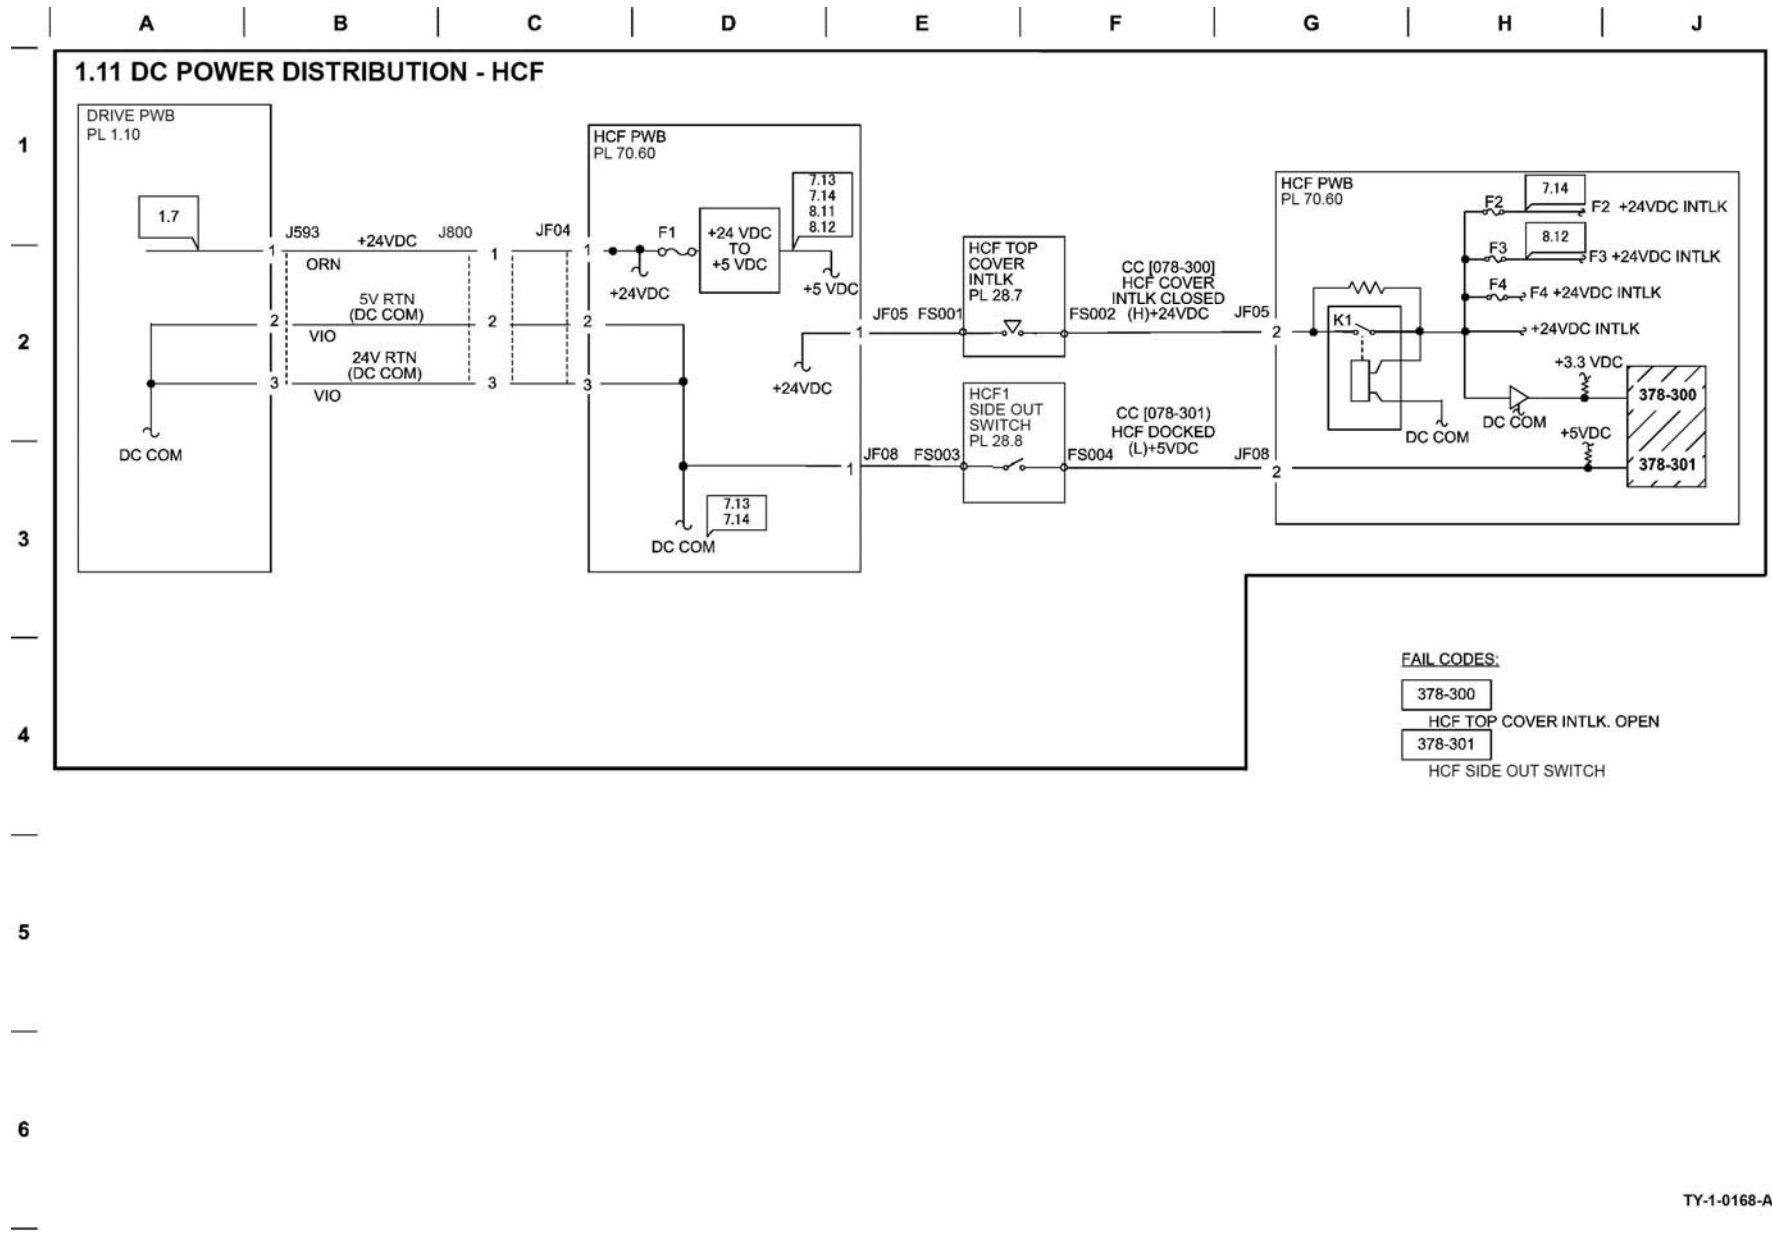 A B C D E F G H J
1.11 DC POWER DISTRIBUTION - HCF
1
2
3
4
5
6
DRIVE PWB
PL 1.10
1.7
DC COM
1
2
3
J593
+24VDC
ORN
5V RTN
(DC COM)
VIO
24V RTN
(DC COM)
VIO
J800
1
2
3
JF04
1
2
3
HCF PWB
PL 70.60
+24VDC
F1
+24 VDC
TO
+5 VDC
7.13
7.14
8.11
8.12
+5 VDC
+24VDC
7.13
7.14
DC COM
1
JF05 FS001
1
JF08 FS003
HCF TOP
COVER
INTLK
PL 28.7
HCF1
SIDE OUT
SWITCH
PL 28.8
CC [078-300]
HCF COVER
INTLK CLOSED
FS002 (H)+24VDC
JF05
2
CC [078-301)
HCF DOCKED
(L)+5VDC
FS004
JF08
2
HCF PWB
PL 70.60
K1
DC COM
F2
7.14
F2 +24VDC INTLK
F3
8.12
F3 +24VDC INTLK
F4
F4 +24VDC INTLK
+24VDC INTLK
+3.3 VDC
DC COM
378-300
+5VDC
378-301
FAIL CODES:
378-300
HCF TOP COVER INTLK. OPEN
378-301
HCF SIDE OUT SWITCH
TY-1-0168-A